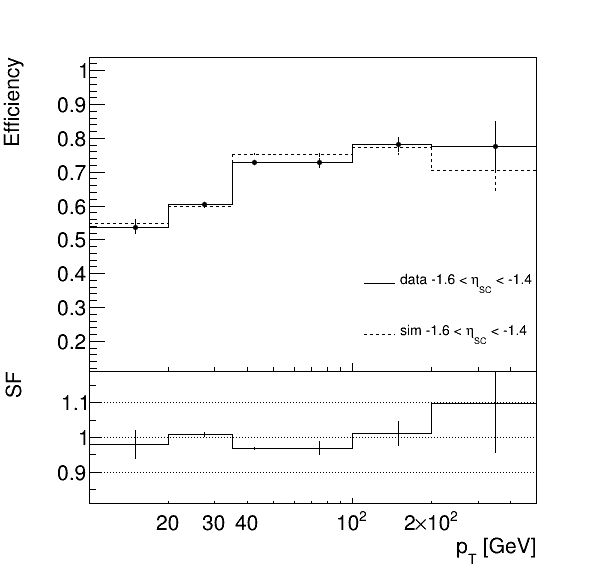 Efficiency
1
0.9
0.8
0.7
0.6
0.5
0.4
0.3
0.2
data -1.6 < η_SC < -1.4
sim -1.6 < η_SC < -1.4
SF
1.1
1
0.9
20 30 40 10² 2×10²
p_T [GeV]